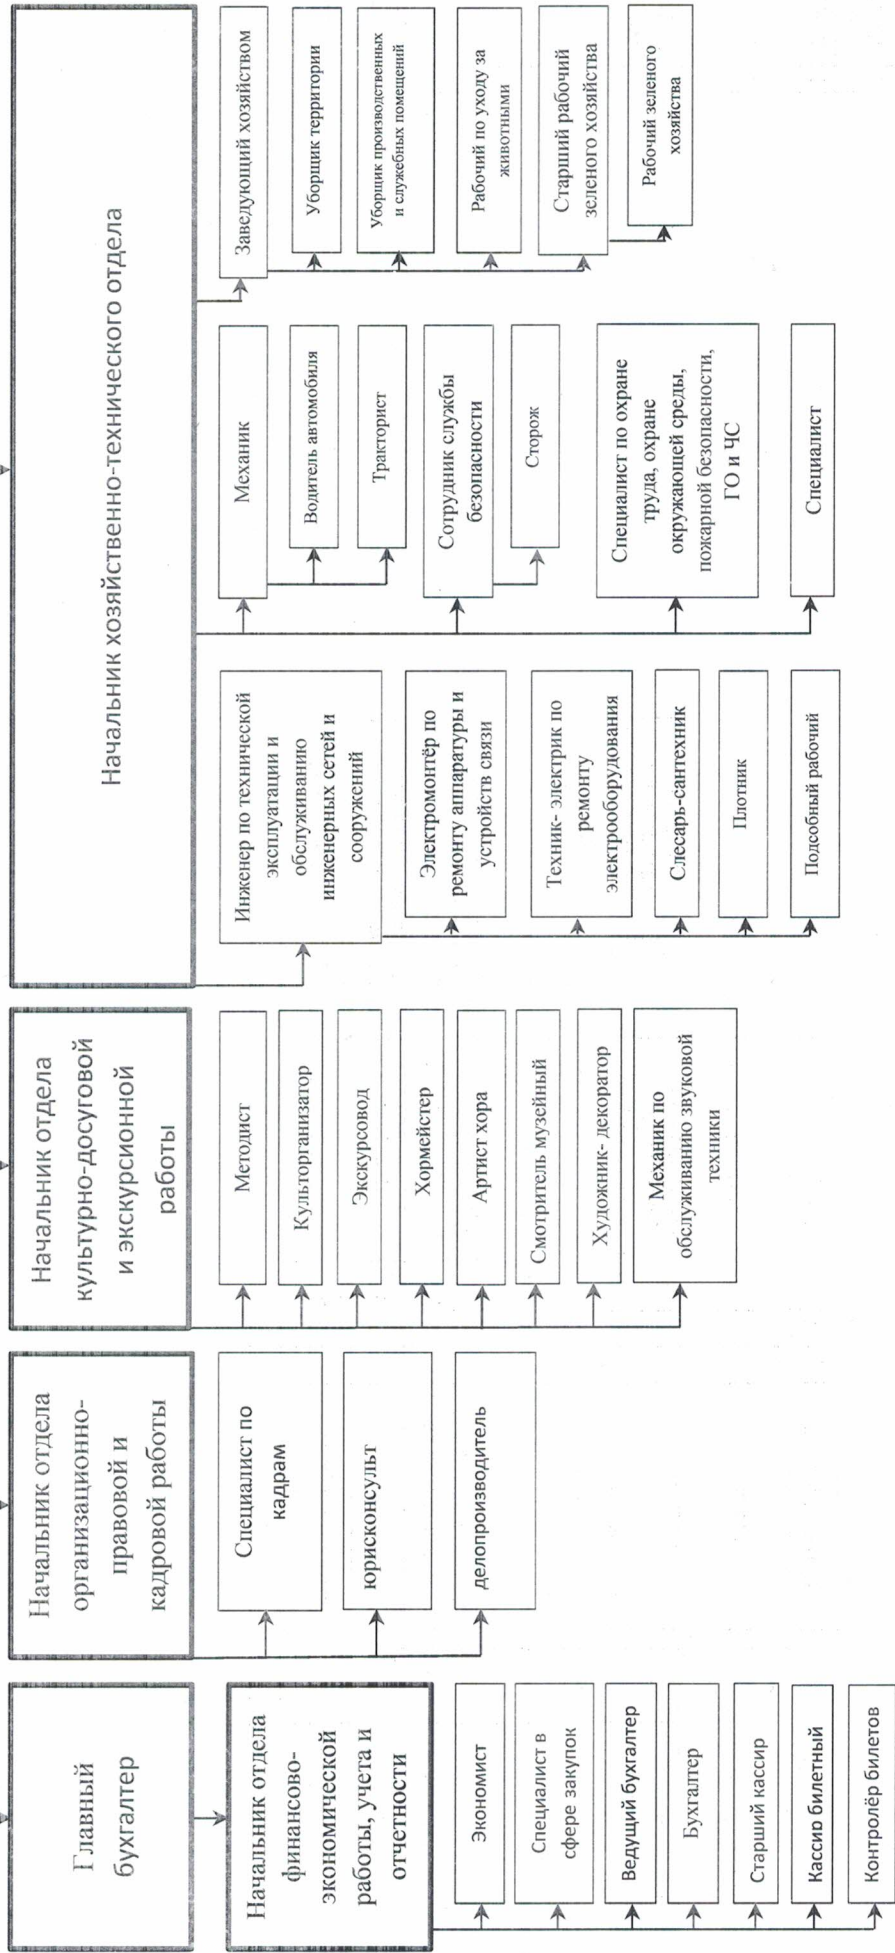 Главный
бухгалтер
Начальник отдела
финансово-
экономической
работы, учета и
отчетности
Экономист
Специалист в
сфере закупок
Ведущий бухгалтер
Бухгалтер
Старший кассир
Кассир билетный
Контролёр билетов
Начальник отдела
организационно-
правовой и
кадровой работы
Специалист по
кадрам
юрисконсульт
делопроизводитель
Начальник отдела
культурно-досуговой
и экскурсионной
работы
Методист
Культорганизатор
Экскурсовод
Хормейстер
Артист хора
Смотритель музейный
Художник- декоратор
Механик по
обслуживанию звуковой
техники
Начальник хозяйственно-технического отдела
Инженер по технической
эксплуатации и
обслуживанию
инженерных сетей и
сооружений
Электромонтёр по
ремонту аппаратуры и
устройств связи
Техник- электрик по
ремонту
электрооборудования
Слесарь-сантехник
Плотник
Подсобный рабочий
Механик
Водитель автомобиля
Тракторист
Сотрудник службы
безопасности
Сторож
Специалист по охране
труда, охране
окружающей среды,
пожарной безопасности,
ГО и ЧС
Специалист
Заведующий хозяйством
Уборщик территории
Уборщик производственных
и служебных помещений
Рабочий по уходу за
животными
Старший рабочий
зеленого хозяйства
Рабочий зеленого
хозяйства